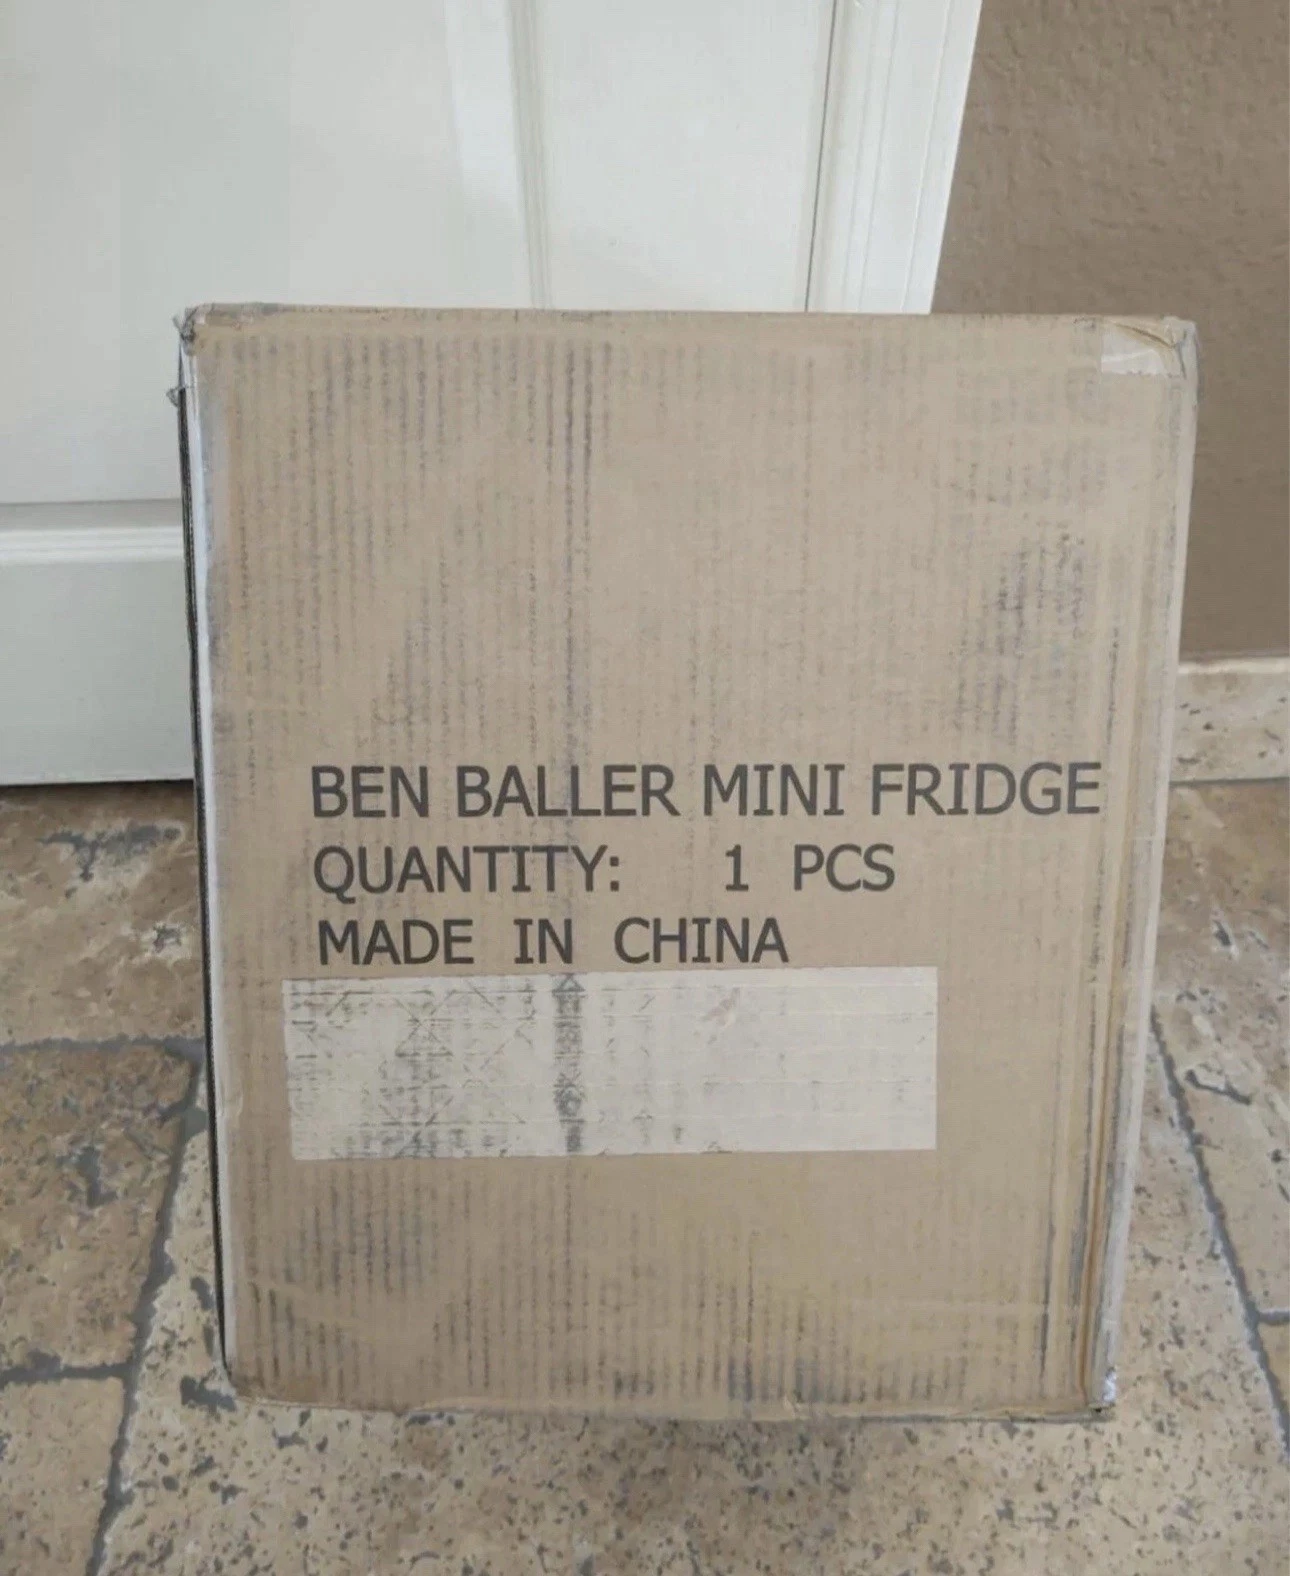 BEN BALLER MINI FRIDGE
QUANTITY: 1 PCS
MADE IN CHINA